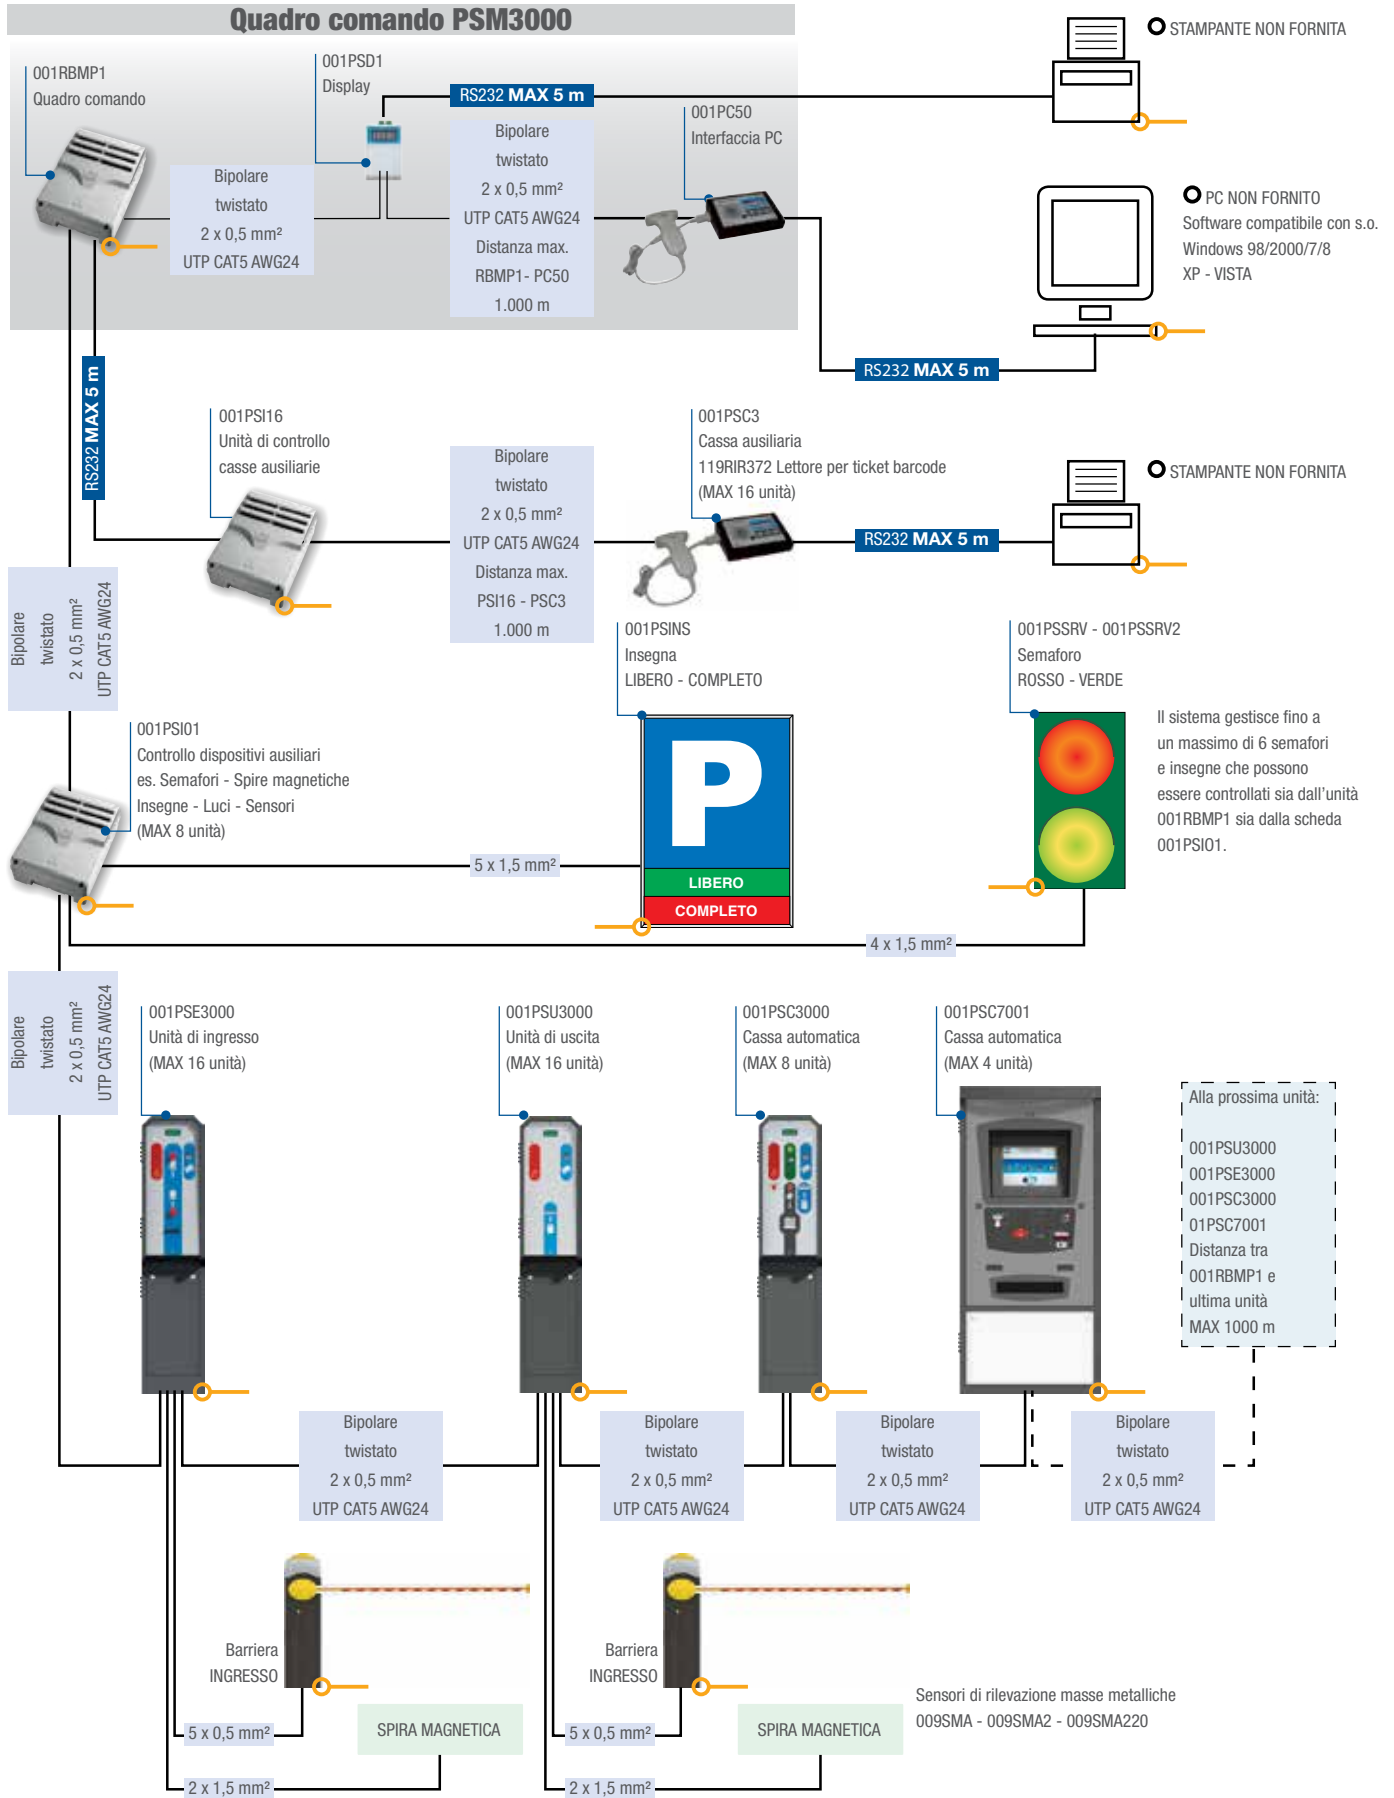 Quadro comando PSM3000
001RBMP1
Quadro comando
001PSD1
Display
RS232 MAX 5 m
STAMPANTE NON FORNITA
Bipolare
twistato
2 x 0,5 mm²
UTP CAT5 AWG24
Bipolare
twistato
2 x 0,5 mm²
UTP CAT5 AWG24
Distanza max.
RBMP1- PC50
1.000 m
001PC50
Interfaccia PC
PC NON FORNITO
Software compatibile con s.o.
Windows 98/2000/7/8
XP - VISTA
RS232 MAX 5 m
RS232 MAX 5 m
001PSI16
Unità di controllo
casse ausiliarie
Bipolare
twistato
2 x 0,5 mm²
UTP CAT5 AWG24
Distanza max.
PSI16 - PSC3
1.000 m
001PSC3
Cassa ausiliaria
119RIR372 Lettore per ticket barcode
(MAX 16 unità)
RS232 MAX 5 m
STAMPANTE NON FORNITA
Bipolare
twistato
2 x 0,5 mm²
UTP CAT5 AWG24
001PSI01
Controllo dispositivi ausiliari
es. Semafori - Spire magnetiche
Insegne - Luci - Sensori
(MAX 8 unità)
001PSINS
Insegna
LIBERO - COMPLETO
P
LIBERO
COMPLETO
5 x 1,5 mm²
001PSSRV - 001PSSRV2
Semaforo
ROSSO - VERDE
Il sistema gestisce fino a
un massimo di 6 semafori
e insegne che possono
essere controllati sia dall'unità
001RBMP1 sia dalla scheda
001PSI01.
4 x 1,5 mm²
Bipolare
twistato
2 x 0,5 mm²
UTP CAT5 AWG24
001PSE3000
Unità di ingresso
(MAX 16 unità)
001PSU3000
Unità di uscita
(MAX 16 unità)
001PSC3000
Cassa automatica
(MAX 8 unità)
001PSC7001
Cassa automatica
(MAX 4 unità)
Alla prossima unità:
001PSU3000
001PSE3000
001PSC3000
01PSC7001
Distanza tra
001RBMP1 e
ultima unità
MAX 1000 m
Bipolare
twistato
2 x 0,5 mm²
UTP CAT5 AWG24
Bipolare
twistato
2 x 0,5 mm²
UTP CAT5 AWG24
Bipolare
twistato
2 x 0,5 mm²
UTP CAT5 AWG24
Bipolare
twistato
2 x 0,5 mm²
UTP CAT5 AWG24
Barriera
INGRESSO
5 x 0,5 mm²
SPIRA MAGNETICA
2 x 1,5 mm²
Barriera
INGRESSO
5 x 0,5 mm²
SPIRA MAGNETICA
2 x 1,5 mm²
Sensori di rilevazione masse metalliche
009SMA - 009SMA2 - 009SMA220